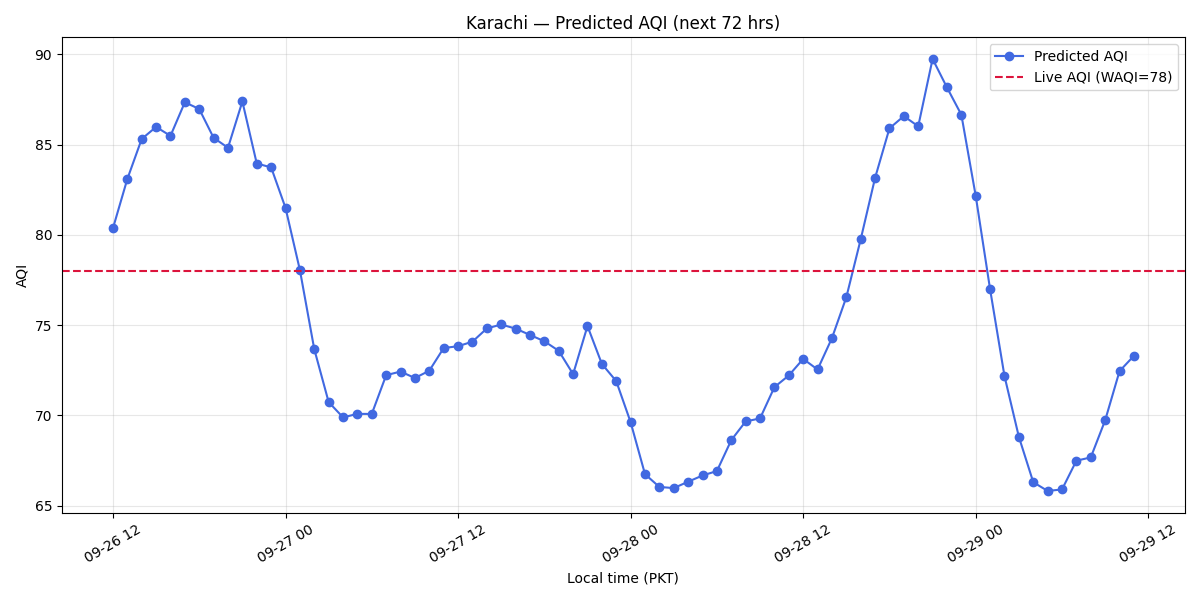 Karachi — Predicted AQI (next 72 hrs)
Predicted AQI
Live AQI (WAQI=78)
AQI
90
85
80
75
70
65
09-26 12
09-27 00
09-27 12
09-28 00
09-28 12
09-29 00
09-29 12
Local time (PKT)